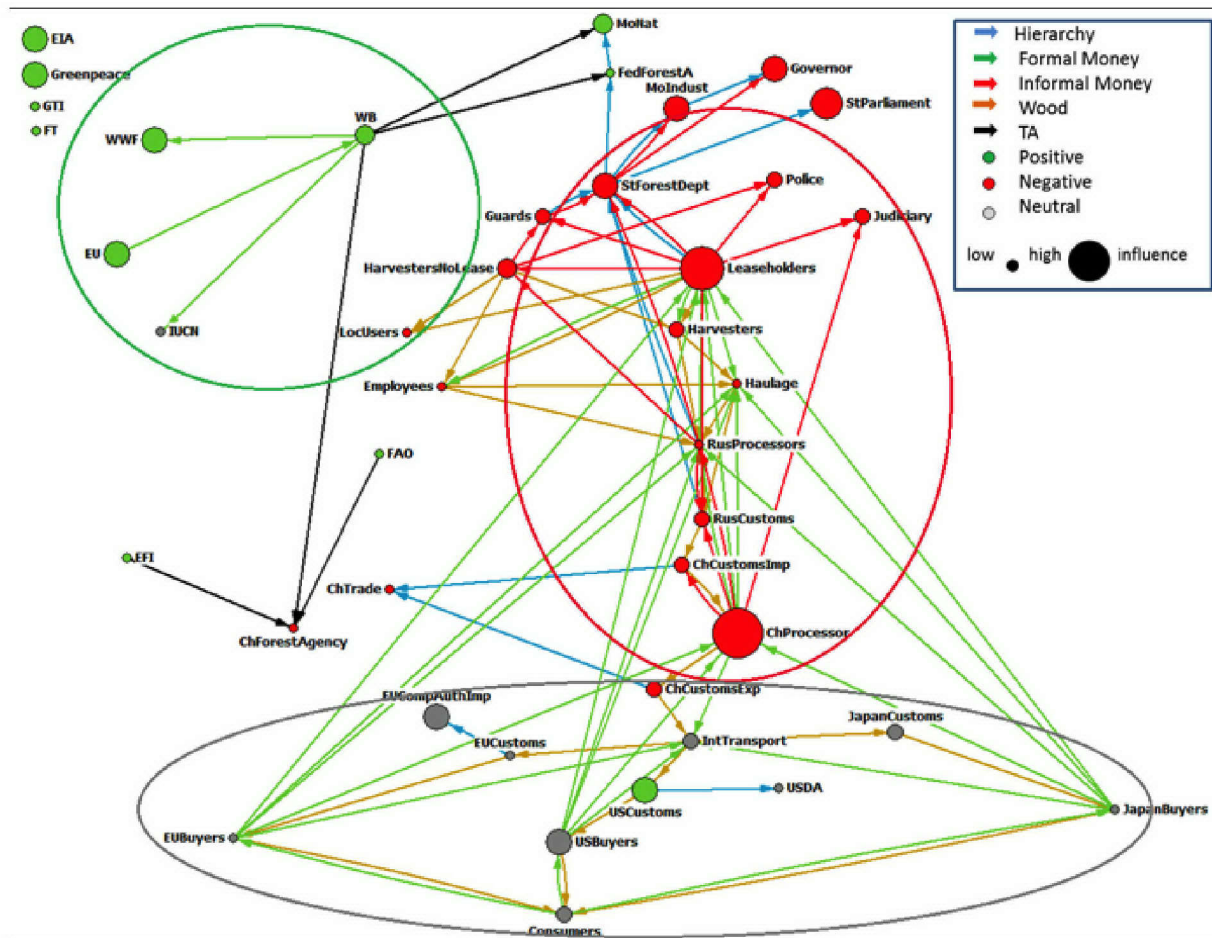 EIA
Greenpeace
GTI
FT
WWF
WB
EU
IUCN
MoNat
FedForestA
MoIndust
Governor
StParliament
StForestDept
Police
Guards
Judiciary
HarvestersNoLease
Leaseholders
LocUsers
Harvesters
Employees
Haulage
RusProcessors
FAO
RusCustoms
EFI
ChCustomsImp
ChTrade
ChForestAgency
ChProcessor
ChCustomsExp
EUCompAuthImp
JapanCustoms
EUCustoms
IntTransport
USDA
USCustoms
JapanBuyers
EUBuyers
USBuyers
Consumers
Hierarchy
Formal Money
Informal Money
Wood
TA
Positive
Negative
Neutral
low high influence